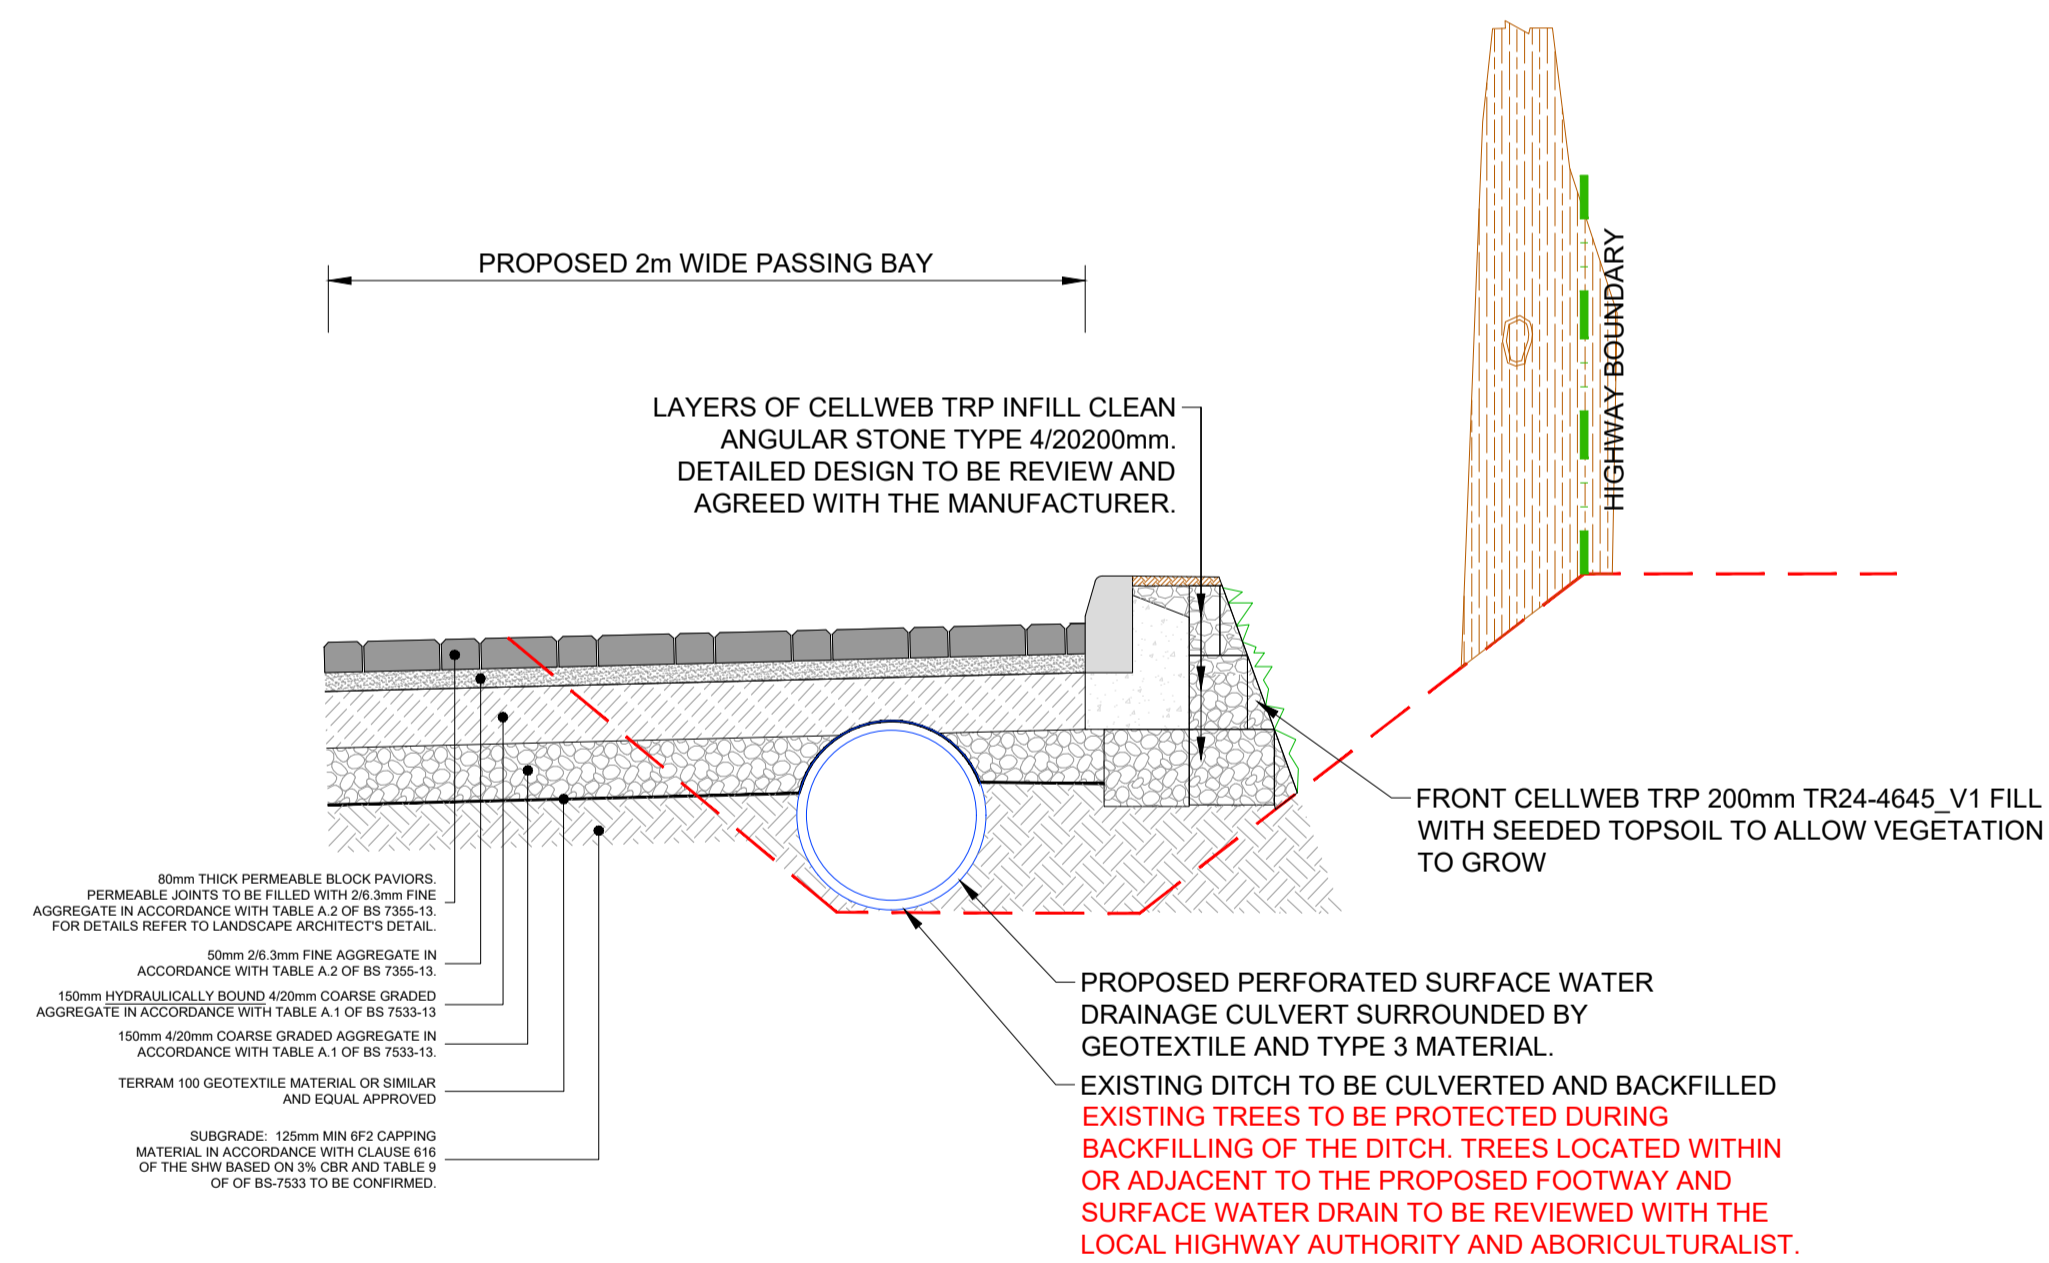 PROPOSED 2m WIDE PASSING BAY
HIGHWAY BOUNDARY
LAYERS OF CELLWEB TRP INFILL CLEAN
ANGULAR STONE TYPE 4/20200mm.
DETAILED DESIGN TO BE REVIEW AND
AGREED WITH THE MANUFACTURER.
FRONT CELLWEB TRP 200mm TR24-4645_V1 FILL
WITH SEEDED TOPSOIL TO ALLOW VEGETATION
TO GROW
80mm THICK PERMEABLE BLOCK PAVIORS.
PERMEABLE JOINTS TO BE FILLED WITH 2/6.3mm FINE
AGGREGATE IN ACCORDANCE WITH TABLE A.2 OF BS 7355-13.
FOR DETAILS REFER TO LANDSCAPE ARCHITECT'S DETAIL.
50mm 2/6.3mm FINE AGGREGATE IN
ACCORDANCE WITH TABLE A.2 OF BS 7355-13.
150mm HYDRAULICALLY BOUND 4/20mm COARSE GRADED
AGGREGATE IN ACCORDANCE WITH TABLE A.1 OF BS 7533-13
150mm 4/20mm COARSE GRADED AGGREGATE IN
ACCORDANCE WITH TABLE A.1 OF BS 7533-13.
TERRAM 100 GEOTEXTILE MATERIAL OR SIMILAR
AND EQUAL APPROVED
SUBGRADE: 125mm MIN 6F2 CAPPING
MATERIAL IN ACCORDANCE WITH CLAUSE 616
OF THE SHW BASED ON 3% CBR AND TABLE 9
OF OF BS-7533 TO BE CONFIRMED.
PROPOSED PERFORATED SURFACE WATER
DRAINAGE CULVERT SURROUNDED BY
GEOTEXTILE AND TYPE 3 MATERIAL.
EXISTING DITCH TO BE CULVERTED AND BACKFILLED
EXISTING TREES TO BE PROTECTED DURING
BACKFILLING OF THE DITCH. TREES LOCATED WITHIN
OR ADJACENT TO THE PROPOSED FOOTWAY AND
SURFACE WATER DRAIN TO BE REVIEWED WITH THE
LOCAL HIGHWAY AUTHORITY AND ABORICULTURALIST.